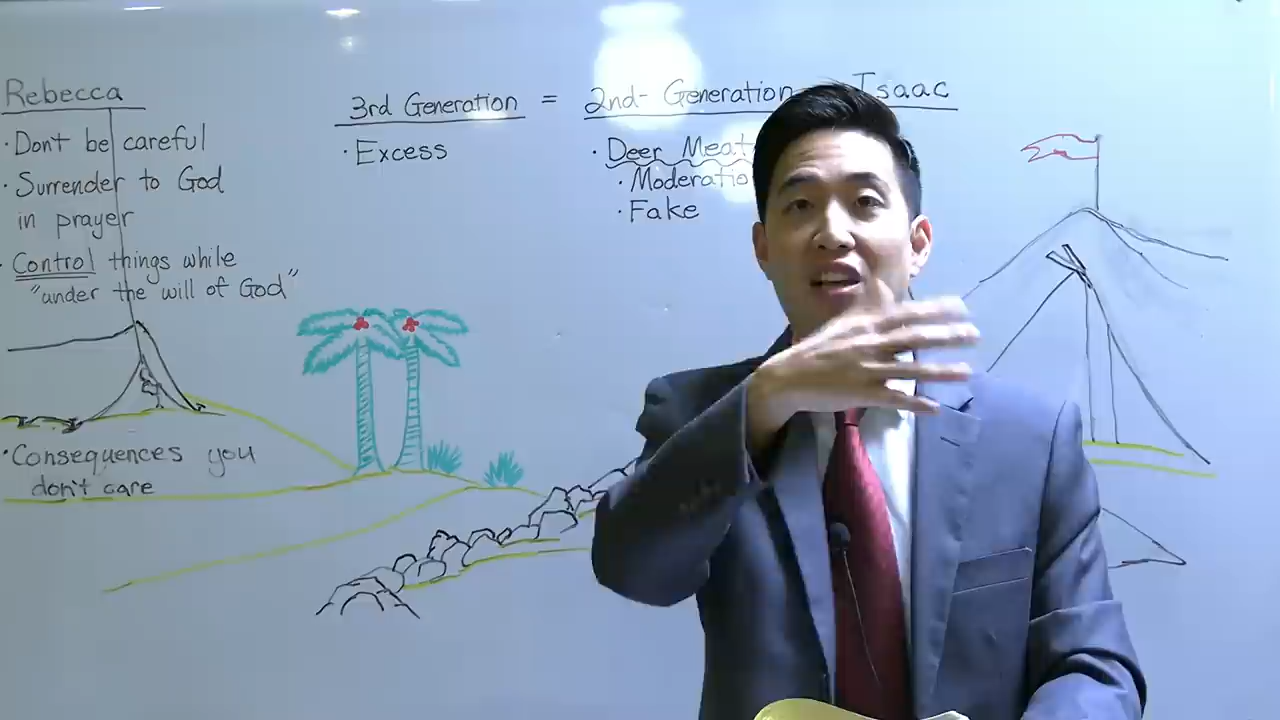 Rebecca
· Don't be careful
· Surrender to God
in prayer
· Control things while
"under the will of God"
· Consequences you
don't care
3rd Generation = 2nd- Generation Isaac
· Excess
· Deer Meat
· Moderatio
· Fake